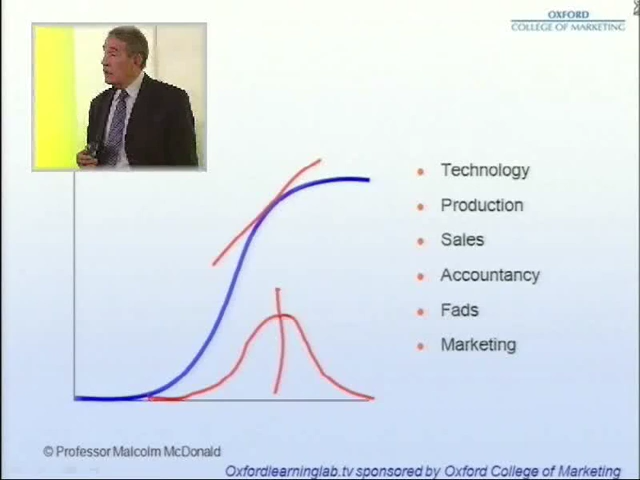 OXFORD
COLLEGE OF MARKETING
Technology
Production
Sales
Accountancy
Fads
Marketing
© Professor Malcolm McDonald
Oxfordlearninglab.tv sponsored by Oxford College of Marketing